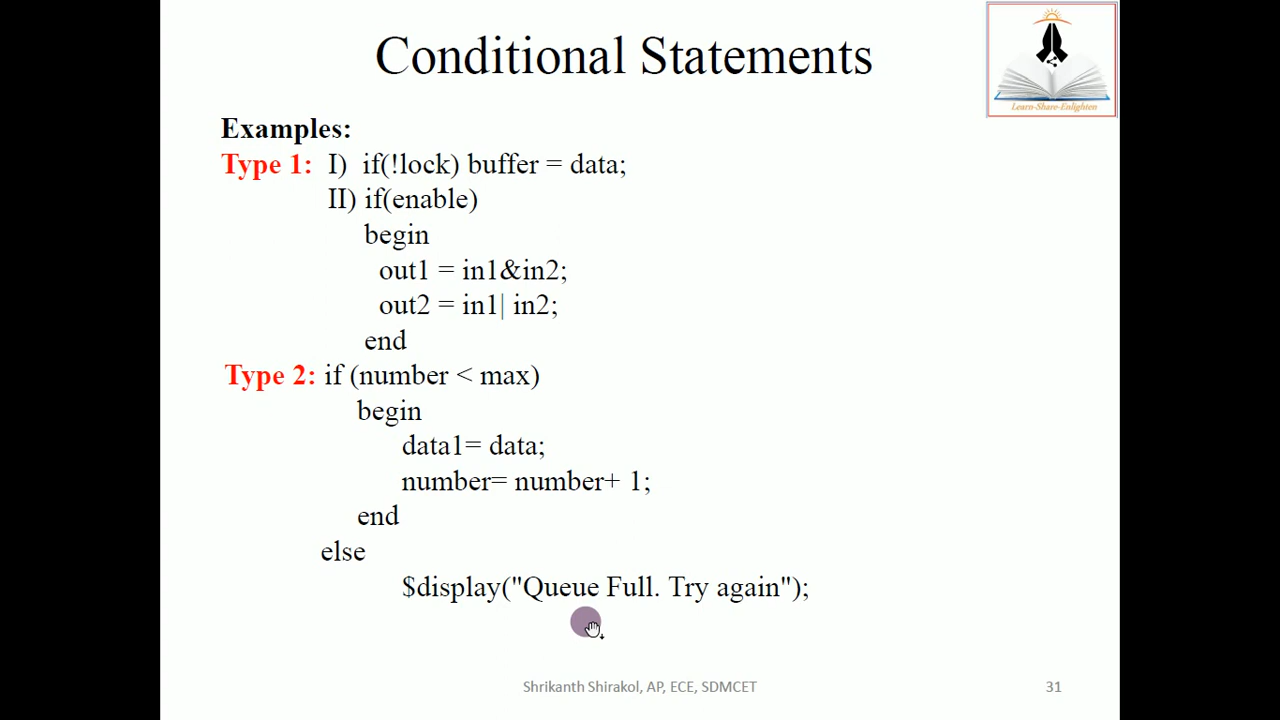 Conditional Statements
Learn-Share-Enlighten
Examples:
Type 1: I) if(!lock) buffer = data;
II) if(enable)
begin
out1 = in1&in2;
out2 = in1| in2;
end
Type 2: if (number < max)
begin
data1= data;
number= number+ 1;
end
else
$display("Queue Full. Try again");
Shrikanth Shirakol, AP, ECE, SDMCET
31